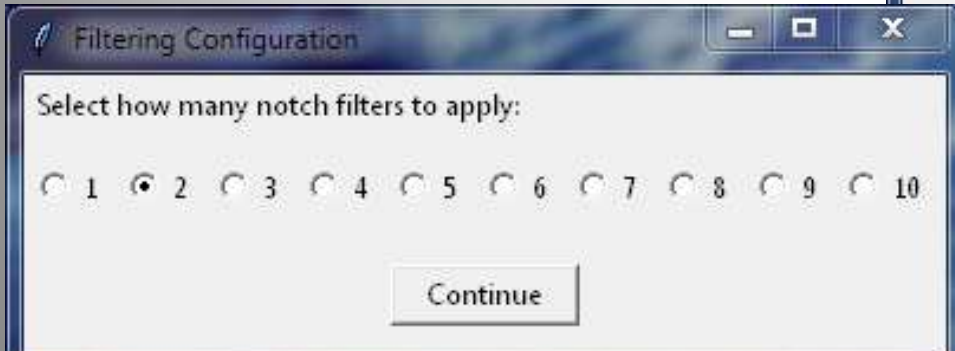 Filtering Configuration
Select how many notch filters to apply:
1 2 3 4 5 6 7 8 9 10
Continue